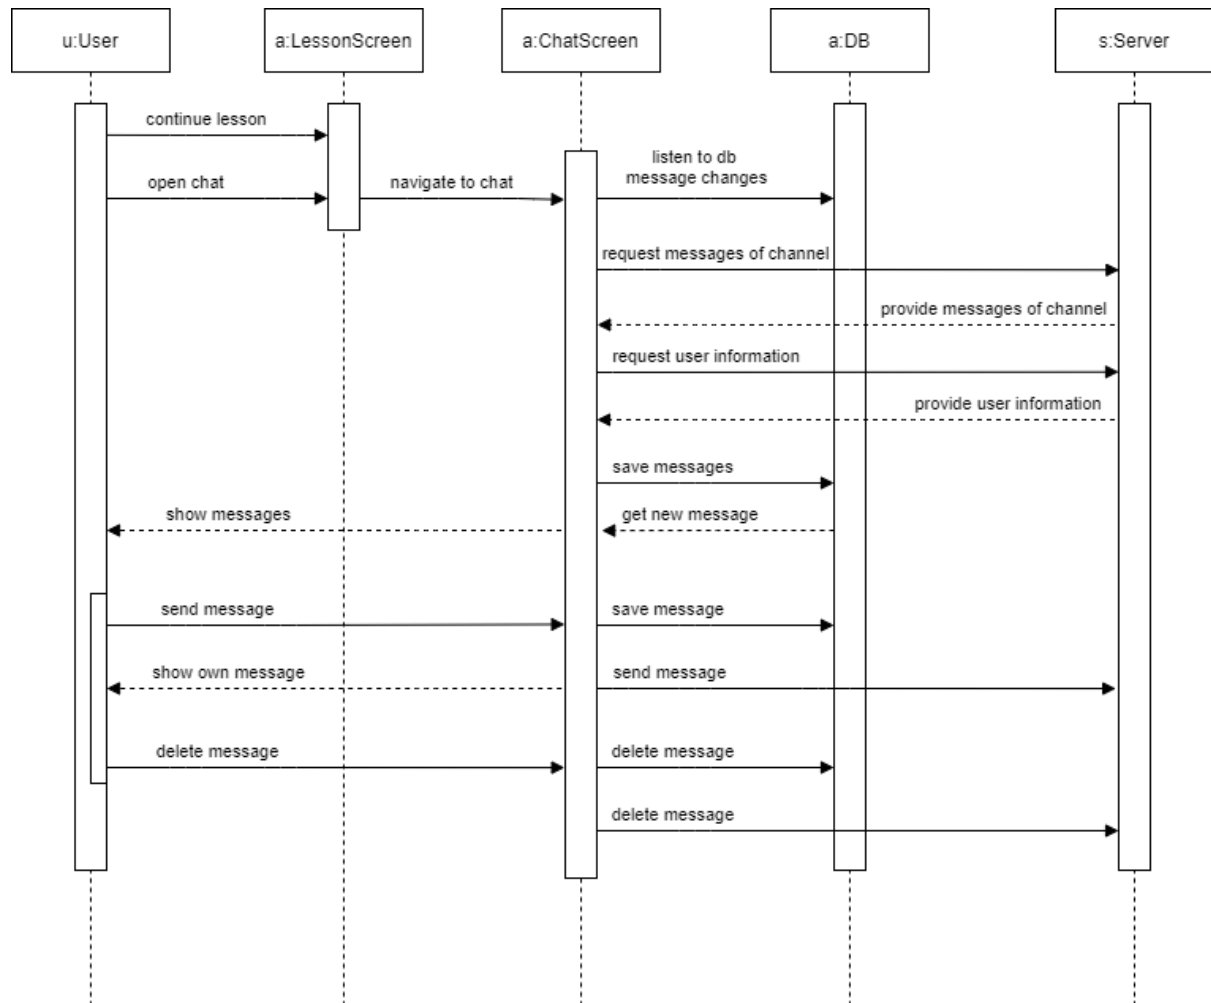 u:User
a:LessonScreen
a:ChatScreen
a:DB
s:Server
continue lesson
listen to db
message changes
open chat
navigate to chat
request messages of channel
provide messages of channel
request user information
provide user information
save messages
show messages
get new message
send message
save message
show own message
send message
delete message
delete message
delete message